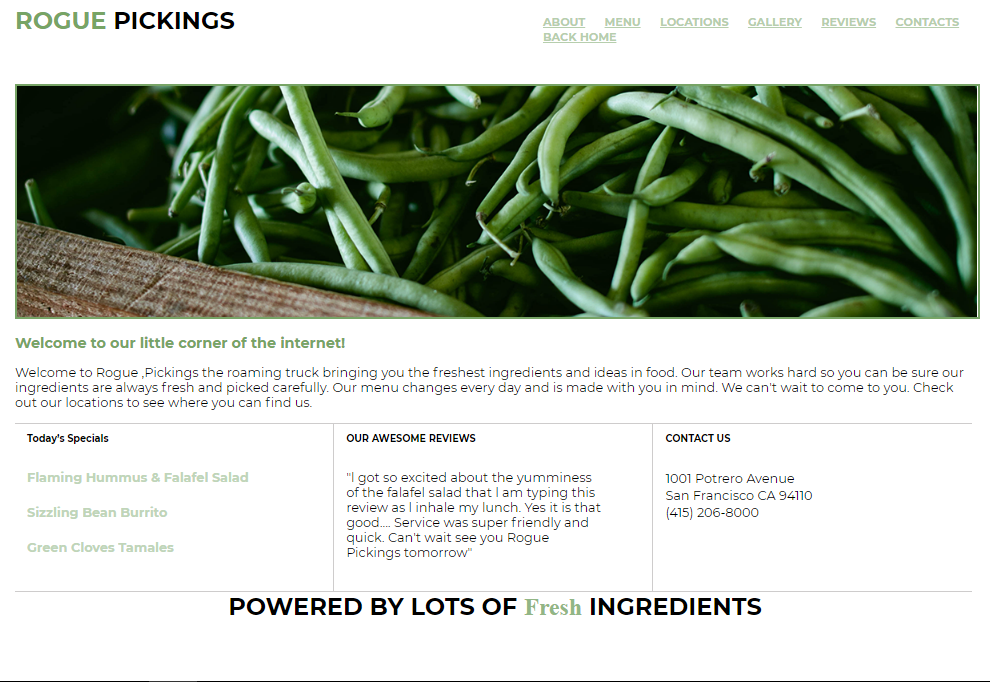 ROGUE PICKINGS
ABOUT MENU LOCATIONS GALLERY REVIEWS CONTACTS
BACK HOME
Welcome to our little corner of the internet!
Welcome to Rogue ,Pickings the roaming truck bringing you the freshest ingredients and ideas in food. Our team works hard so you can be sure our
ingredients are always fresh and picked carefully. Our menu changes every day and is made with you in mind. We can't wait to come to you. Check
out our locations to see where you can find us.
Today's Specials
Flaming Hummus & Falafel Salad
Sizzling Bean Burrito
Green Cloves Tamales
OUR AWESOME REVIEWS
"I got so excited about the yumminess
of the falafel salad that I am typing this
review as I inhale my lunch. Yes it is that
good.... Service was super friendly and
quick. Can't wait see you Rogue
Pickings tomorrow"
CONTACT US
1001 Potrero Avenue
San Francisco CA 94110
(415) 206-8000
POWERED BY LOTS OF Fresh INGREDIENTS